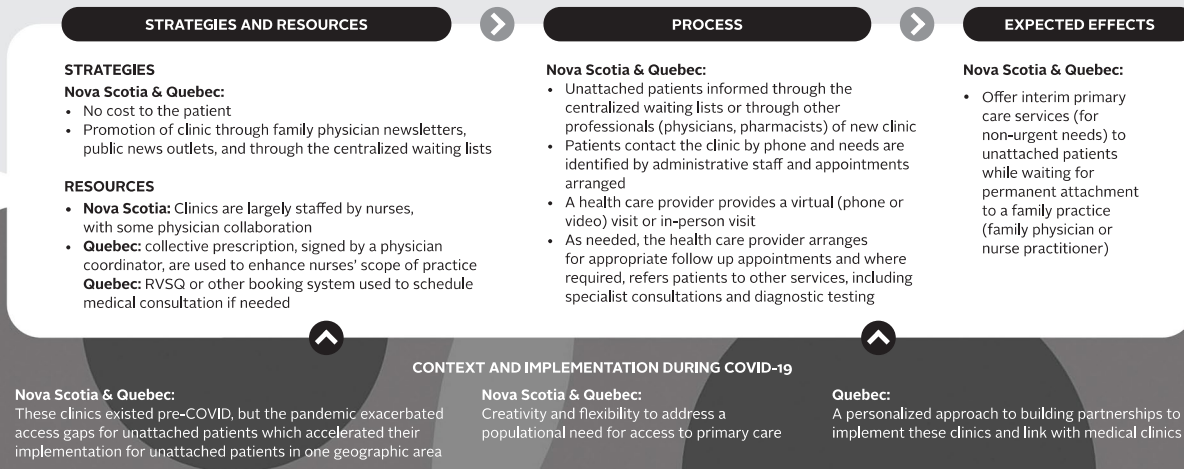 STRATEGIES AND RESOURCES
STRATEGIES
Nova Scotia & Quebec:
• No cost to the patient
• Promotion of clinic through family physician newsletters,
public news outlets, and through the centralized waiting lists
RESOURCES
• Nova Scotia: Clinics are largely staffed by nurses,
with some physician collaboration
• Quebec: collective prescription, signed by a physician
coordinator, are used to enhance nurses' scope of practice
Quebec: RVSQ or other booking system used to schedule
medical consultation if needed
PROCESS
Nova Scotia & Quebec:
• Unattached patients informed through the
centralized waiting lists or through other
professionals (physicians, pharmacists) of new clinic
• Patients contact the clinic by phone and needs are
identified by administrative staff and appointments
arranged
• A health care provider provides a virtual (phone or
video) visit or in-person visit
• As needed, the health care provider arranges
for appropriate follow up appointments and where
required, refers patients to other services, including
specialist consultations and diagnostic testing
EXPECTED EFFECTS
Nova Scotia & Quebec:
• Offer interim primary
care services (for
non-urgent needs) to
unattached patients
while waiting for
permanent attachment
to a family practice
(family physician or
nurse practitioner)
CONTEXT AND IMPLEMENTATION DURING COVID-19
Nova Scotia & Quebec:
These clinics existed pre-COVID, but the pandemic exacerbated
access gaps for unattached patients which accelerated their
implementation for unattached patients in one geographic area
Nova Scotia & Quebec:
Creativity and flexibility to address a
populational need for access to primary care
Quebec:
A personalized approach to building partnerships to
implement these clinics and link with medical clinics